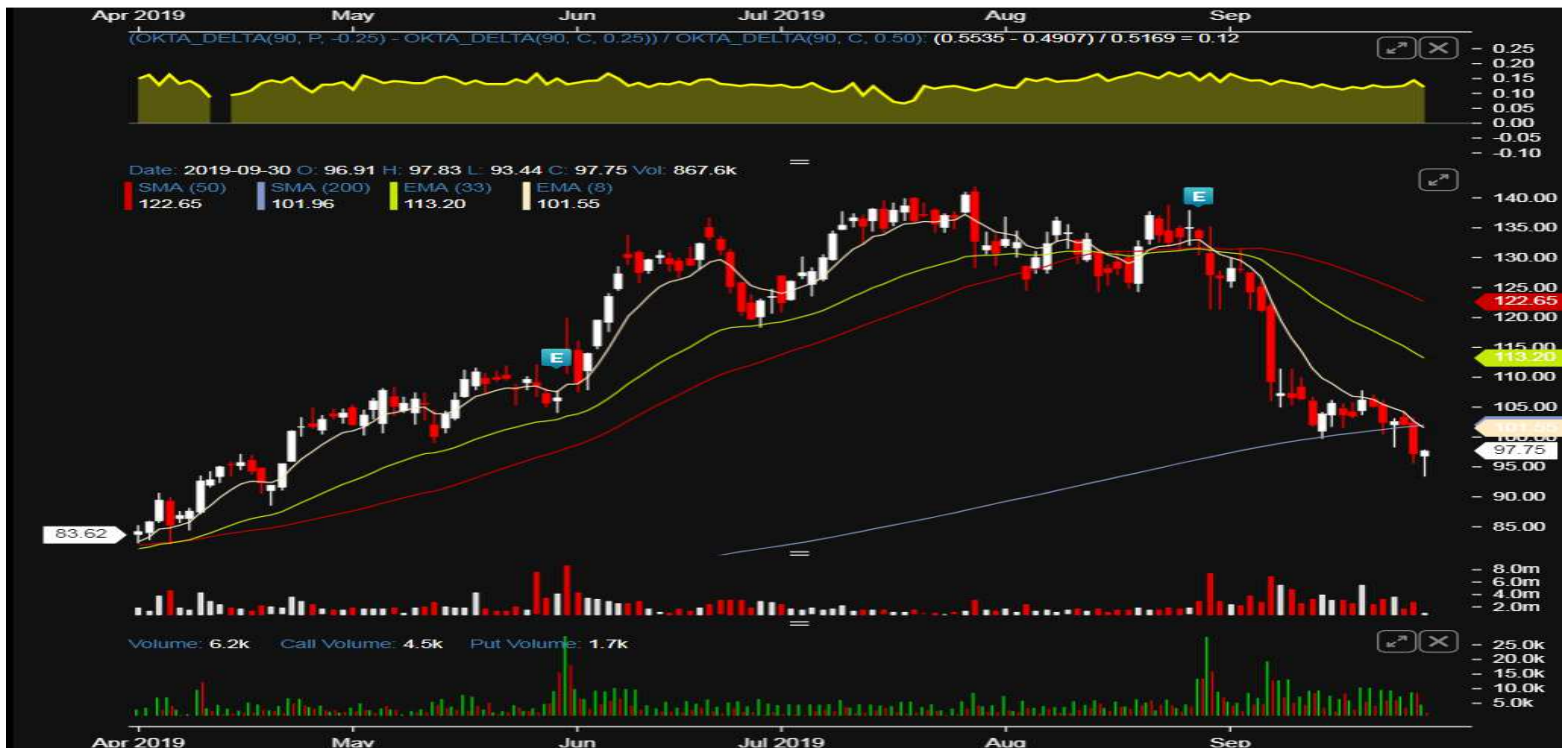 Apr 2019 May Jun Jul 2019 Aug Sep
(OKTA_DELTA(90, P, -0.25) - OKTA_DELTA(90, C, 0.25)) / OKTA_DELTA(90, C, 0.50): (0.5535 - 0.4907) / 0.5169 = 0.12
0.25
0.20
0.15
0.10
0.05
0.00
-0.05
-0.10
Date: 2019-09-30 O: 96.91 H: 97.83 L: 93.44 C: 97.75 Vol: 867.6k
SMA (50) SMA (200) EMA (33) EMA (8)
122.65 101.96 113.20 101.55
140.00
E
135.00
130.00
125.00
122.65
120.00
115.00
E
113.20
110.00
105.00
101.55
100.00
97.75
95.00
90.00
85.00
83.62
8.0m
6.0m
4.0m
2.0m
Volume: 6.2k Call Volume: 4.5k Put Volume: 1.7k
25.0k
20.0k
15.0k
10.0k
5.0k
Apr 2019 May Jun Jul 2019 Aug Sep